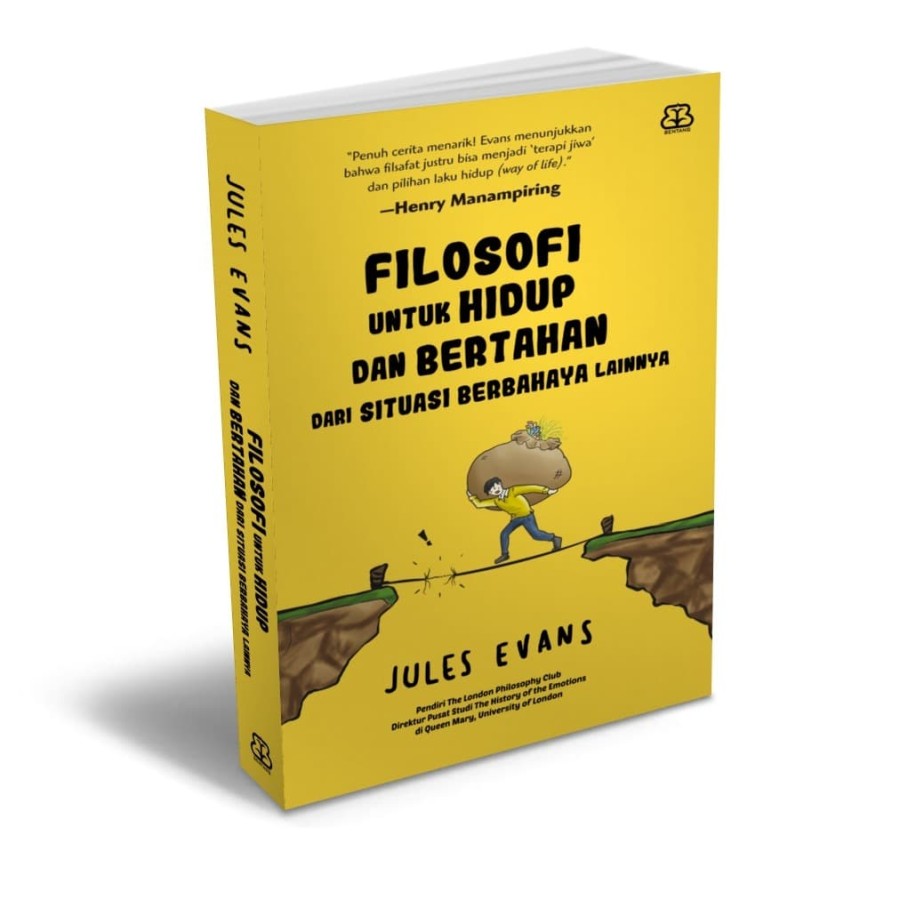 "Penuh cerita menarik! Evans menunjukkan
bahwa filsafat justru bisa menjadi 'terapi jiwa'
dan pilihan laku hidup (way of life)."
—Henry Manampiring
BENTANG
FILOSOFI
UNTUK HIDUP
DAN BERTAHAN
DARI SITUASI BERBAHAYA LAINNYA
!
JULES EVANS
Pendiri The London Philosophy Club
Direktur Pusat Studi The History of the Emotions
di Queen Mary, University of London
JULES EVANS
FILOSOFI UNTUK HIDUP
DAN BERTAHAN DARI SITUASI BERBAHAYA LAINNYA
BENTANG